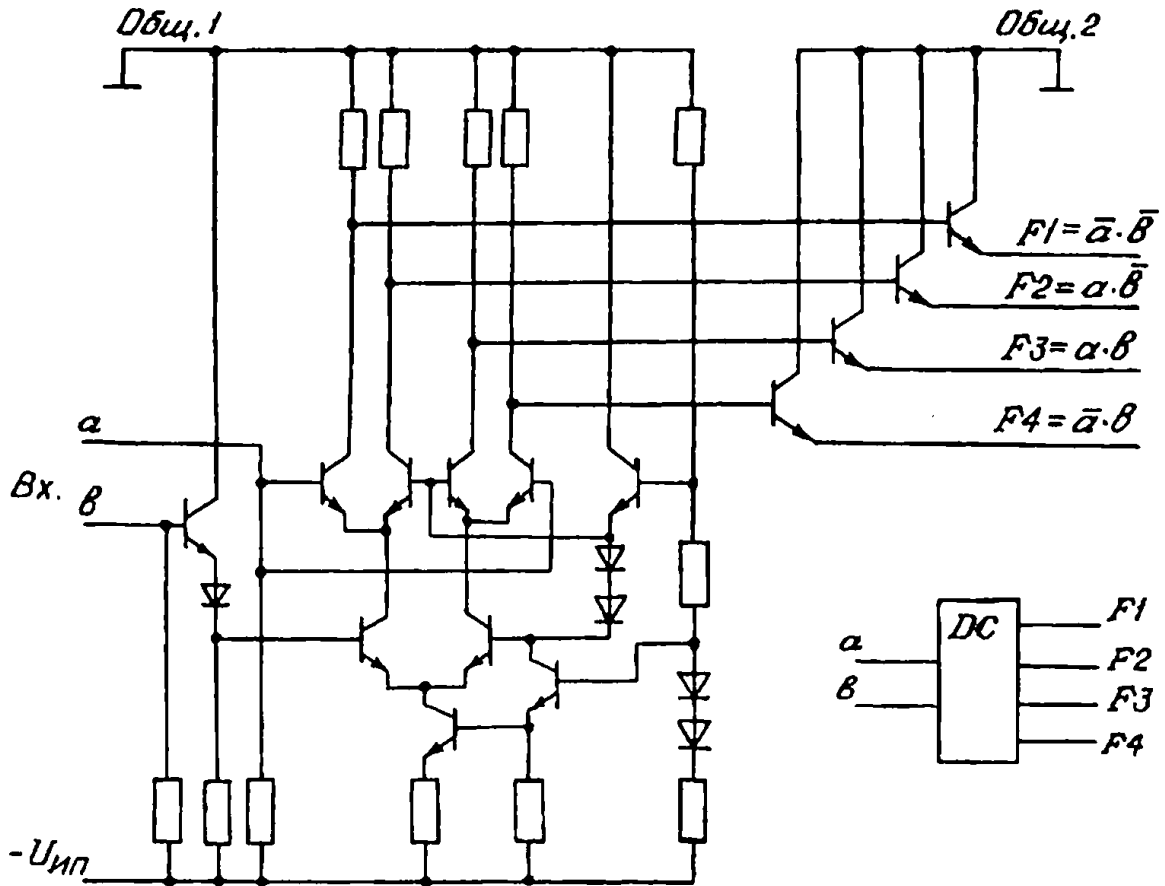 Общ.1
Общ.2
F1 = ā · в̄
F2 = a · в̄
F3 = a · в
F4 = ā · в
a
Вх.
в
-Uип
DC
a
в
F1
F2
F3
F4